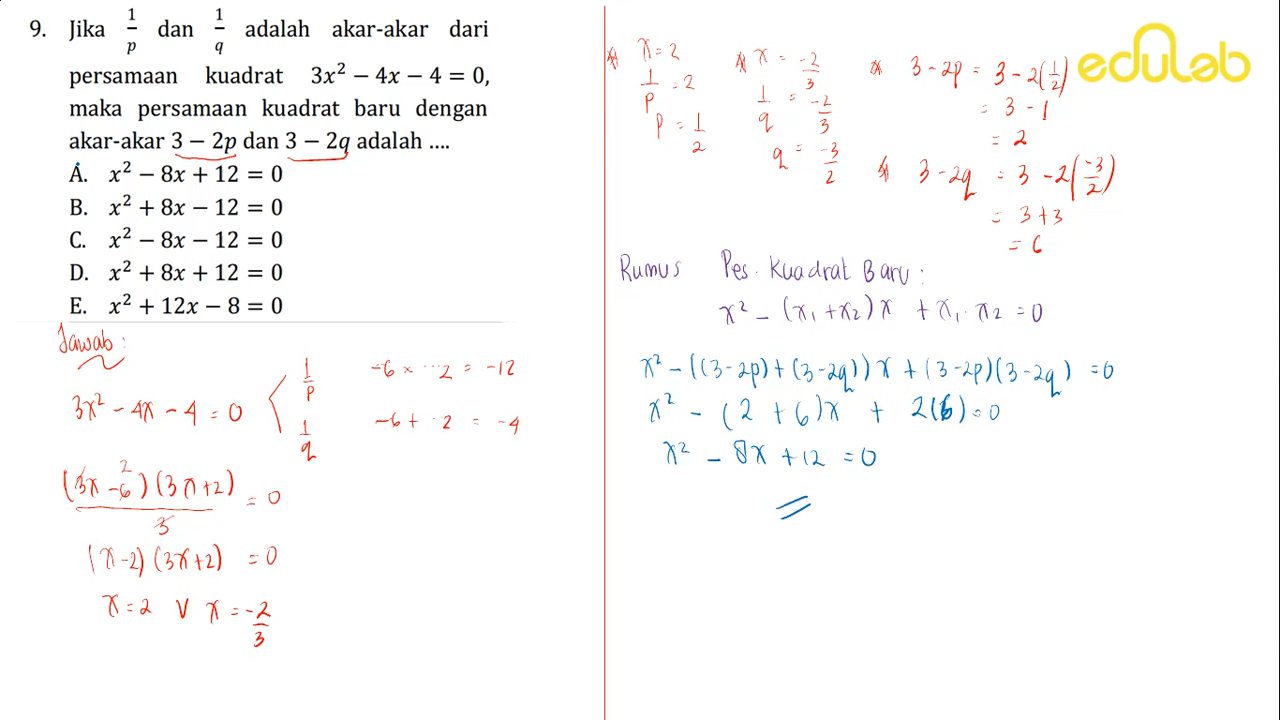 9. Jika 1/p dan 1/q adalah akar-akar dari
persamaan kuadrat 3x² − 4x − 4 = 0,
maka persamaan kuadrat baru dengan
akar-akar 3 − 2p dan 3 − 2q adalah ....
A. x² − 8x + 12 = 0
B. x² + 8x − 12 = 0
C. x² − 8x − 12 = 0
D. x² + 8x + 12 = 0
E. x² + 12x − 8 = 0
Jawab :
3x² − 4x − 4 = 0
1/p
1/q
−6 × ··2 = −12
−6 + ··2 = −4
(3x − 6)(3x + 2) / 3 = 0
2
(x − 2)(3x + 2) = 0
x = 2 V x = −2/3
x = 2
1/p = 2
p = 1/2
x = −2/3
1/q = −2/3
q = −3/2
3 − 2p = 3 − 2(1/2)
= 3 − 1
= 2
3 − 2q = 3 − 2(−3/2)
= 3 + 3
= 6
edulab
Rumus Pes. Kuadrat Baru :
x² − (x₁ + x₂)x + x₁ · x₂ = 0
x² − ((3 − 2p) + (3 − 2q))x + (3 − 2p)(3 − 2q) = 0
x² − (2 + 6)x + 2(6) = 0
x² − 8x + 12 = 0